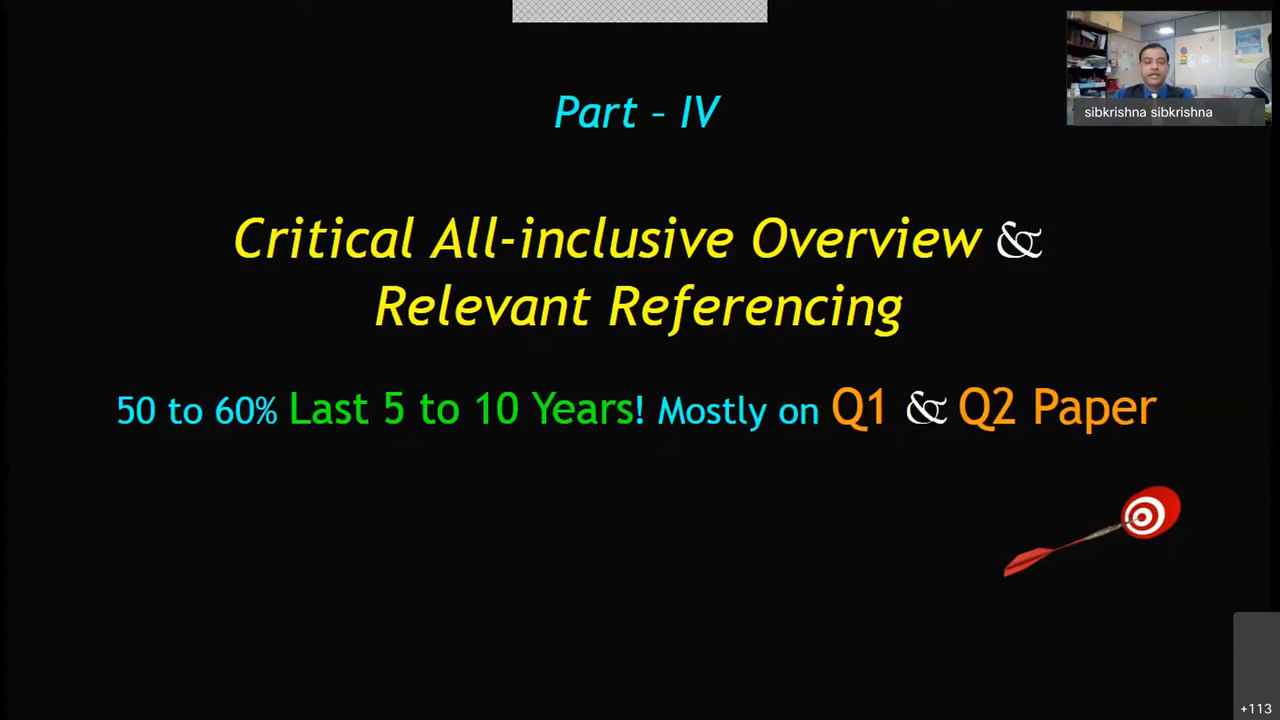 sibkrishna sibkrishna
Part – IV
Critical All-inclusive Overview &
Relevant Referencing
50 to 60% Last 5 to 10 Years! Mostly on Q1 & Q2 Paper
+113